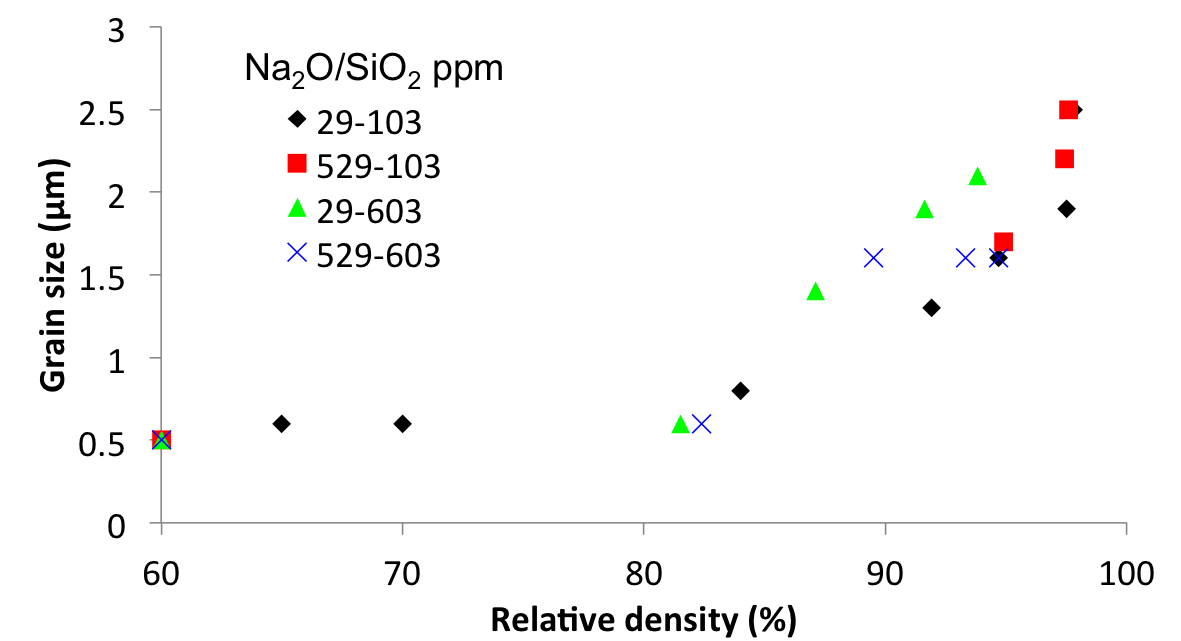 Na₂O/SiO₂ ppm
29-103
529-103
29-603
529-603
3
2.5
2
1.5
1
0.5
0
Grain size (µm)
60 70 80 90 100
Relative density (%)